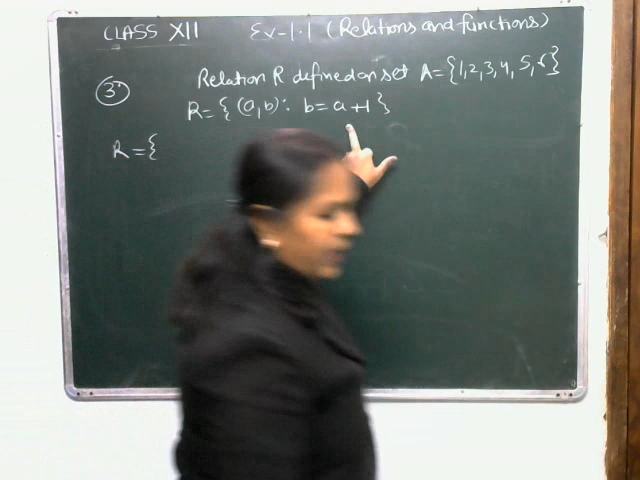 CLASS XII Ex-1.1 (Relations and functions)
3 Relation R defined on set A = {1, 2, 3, 4, 5, 6}
R = { (a, b) : b = a + 1 }
R = {